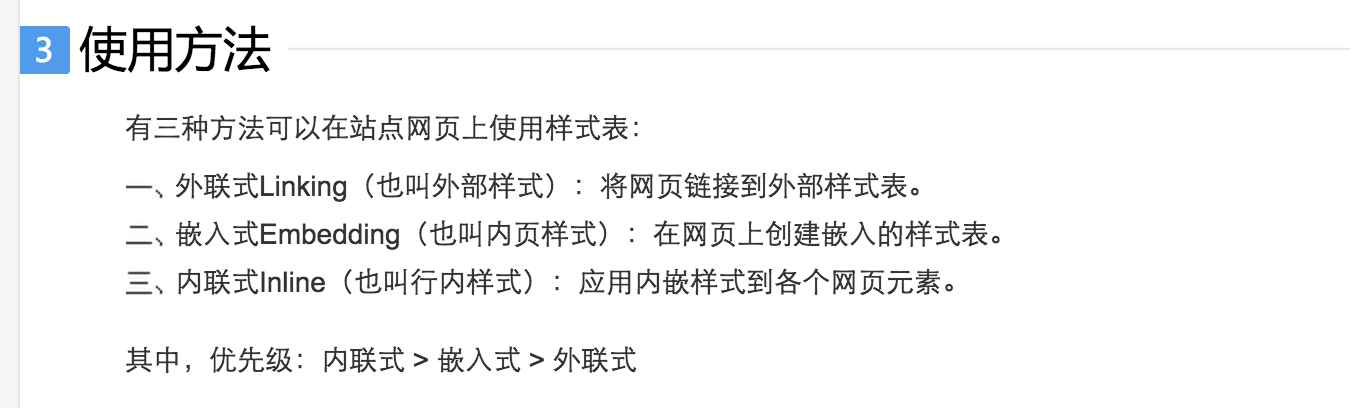 3 使用方法
有三种方法可以在站点网页上使用样式表：
一、外联式Linking（也叫外部样式）：将网页链接到外部样式表。
二、嵌入式Embedding（也叫内页样式）：在网页上创建嵌入的样式表。
三、内联式Inline（也叫行内样式）：应用内嵌样式到各个网页元素。
其中，优先级：内联式 > 嵌入式 > 外联式